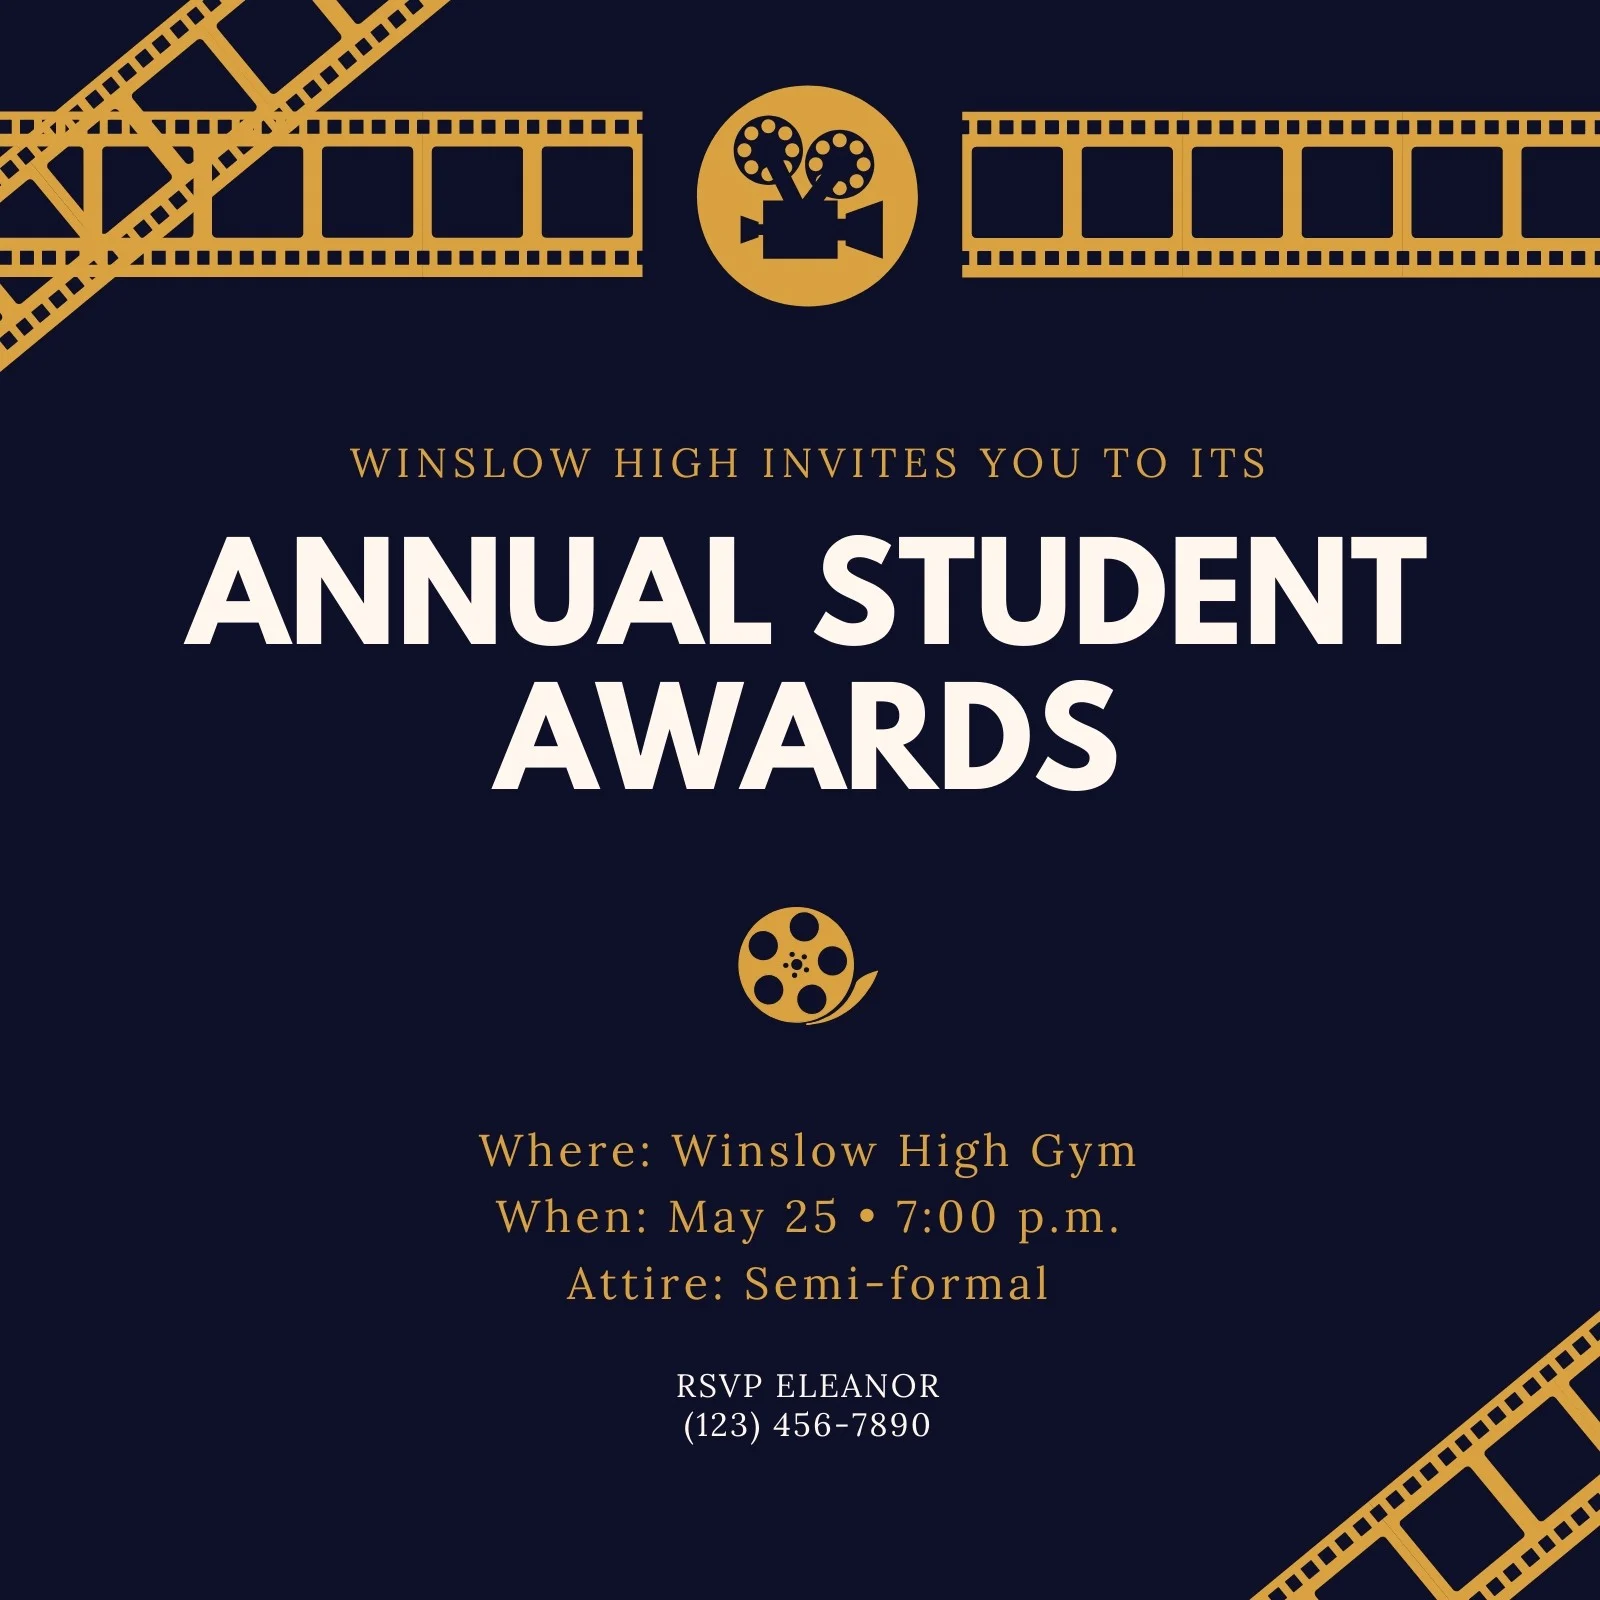 WINSLOW HIGH INVITES YOU TO ITS
ANNUAL STUDENT
AWARDS
Where: Winslow High Gym
When: May 25 • 7:00 p.m.
Attire: Semi-formal
RSVP ELEANOR
(123) 456-7890